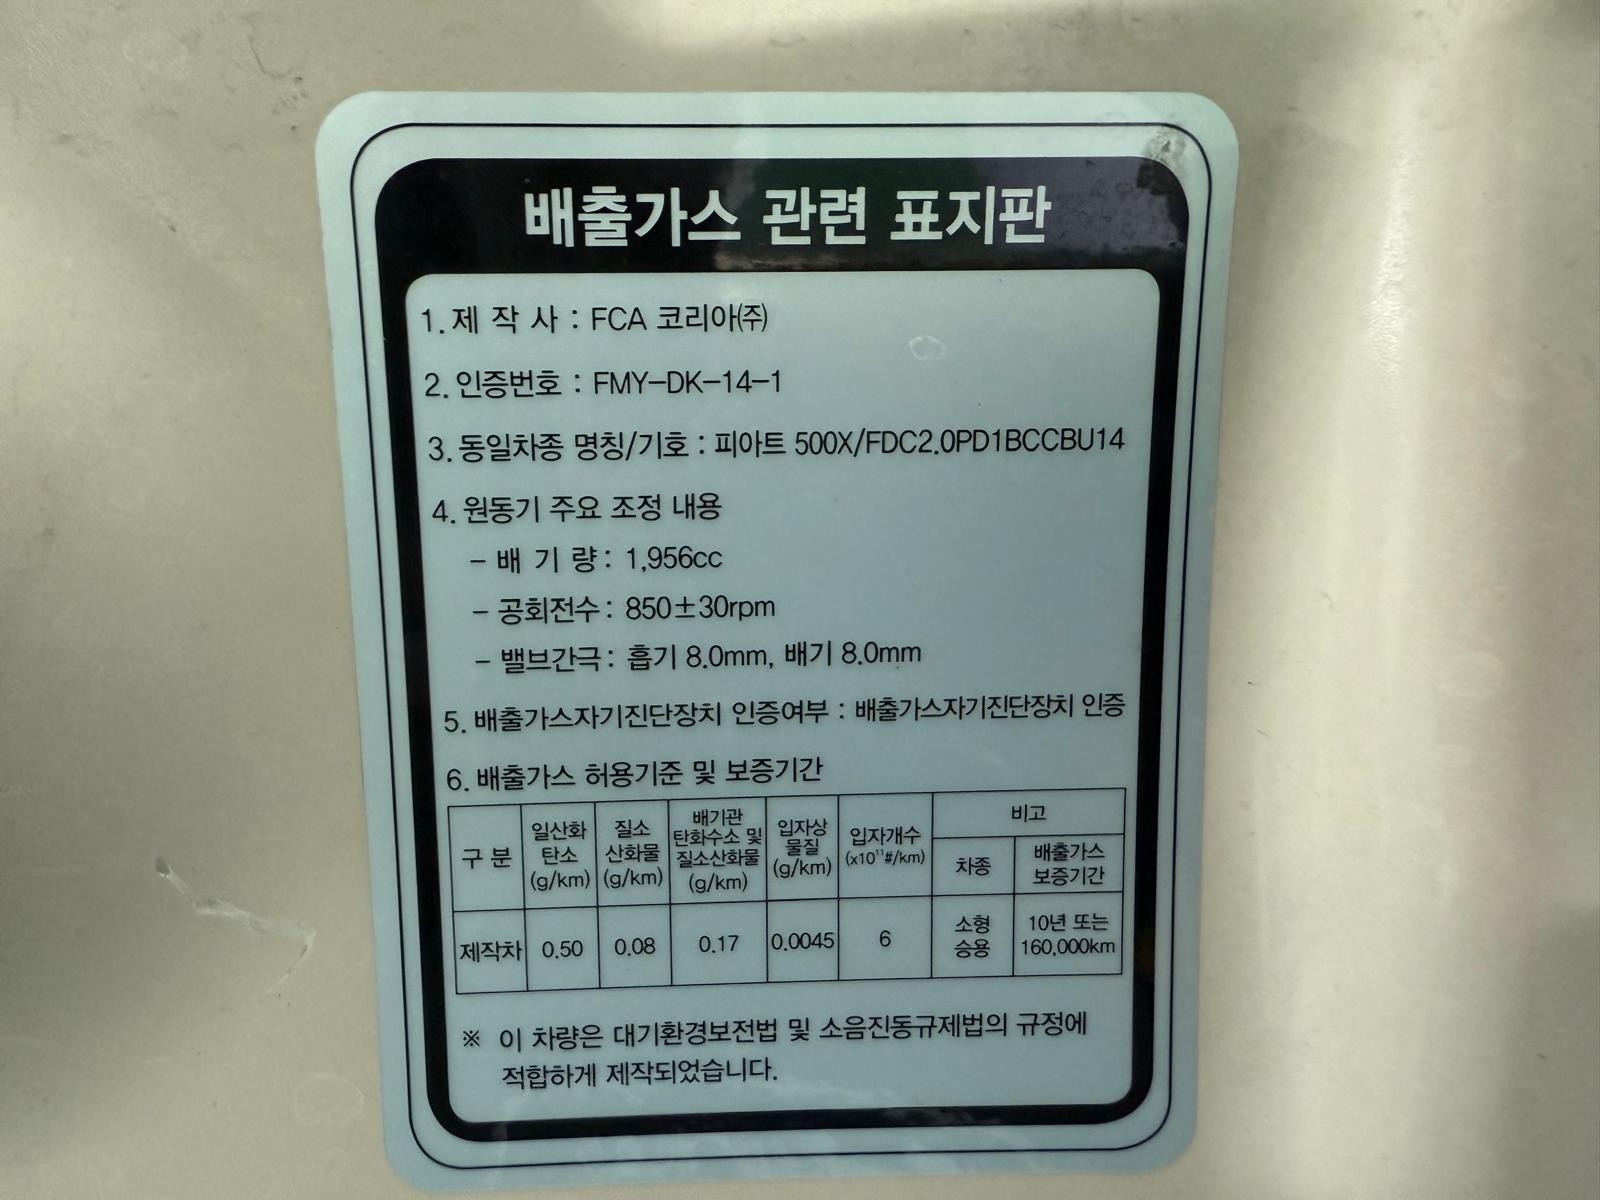 배출가스 관련 표지판
1. 제 작 사 : FCA 코리아㈜
2. 인증번호 : FMY-DK-14-1
3. 동일차종 명칭/기호 : 피아트 500X/FDC2.0PD1BCCBU14
4. 원동기 주요 조정 내용
- 배 기 량 : 1,956cc
- 공회전수 : 850±30rpm
- 밸브간극 : 흡기 8.0mm, 배기 8.0mm
5. 배출가스자기진단장치 인증여부 : 배출가스자기진단장치 인증
6. 배출가스 허용기준 및 보증기간
구 분
일산화
탄소
(g/km)
질소
산화물
(g/km)
배기관
탄화수소 및
질소산화물
(g/km)
입자상
물질
(g/km)
입자개수
(x10¹¹#/km)
비고
차종
배출가스
보증기간
제작차
0.50
0.08
0.17
0.0045
6
소형
승용
10년 또는
160,000km
※ 이 차량은 대기환경보전법 및 소음진동규제법의 규정에
적합하게 제작되었습니다.